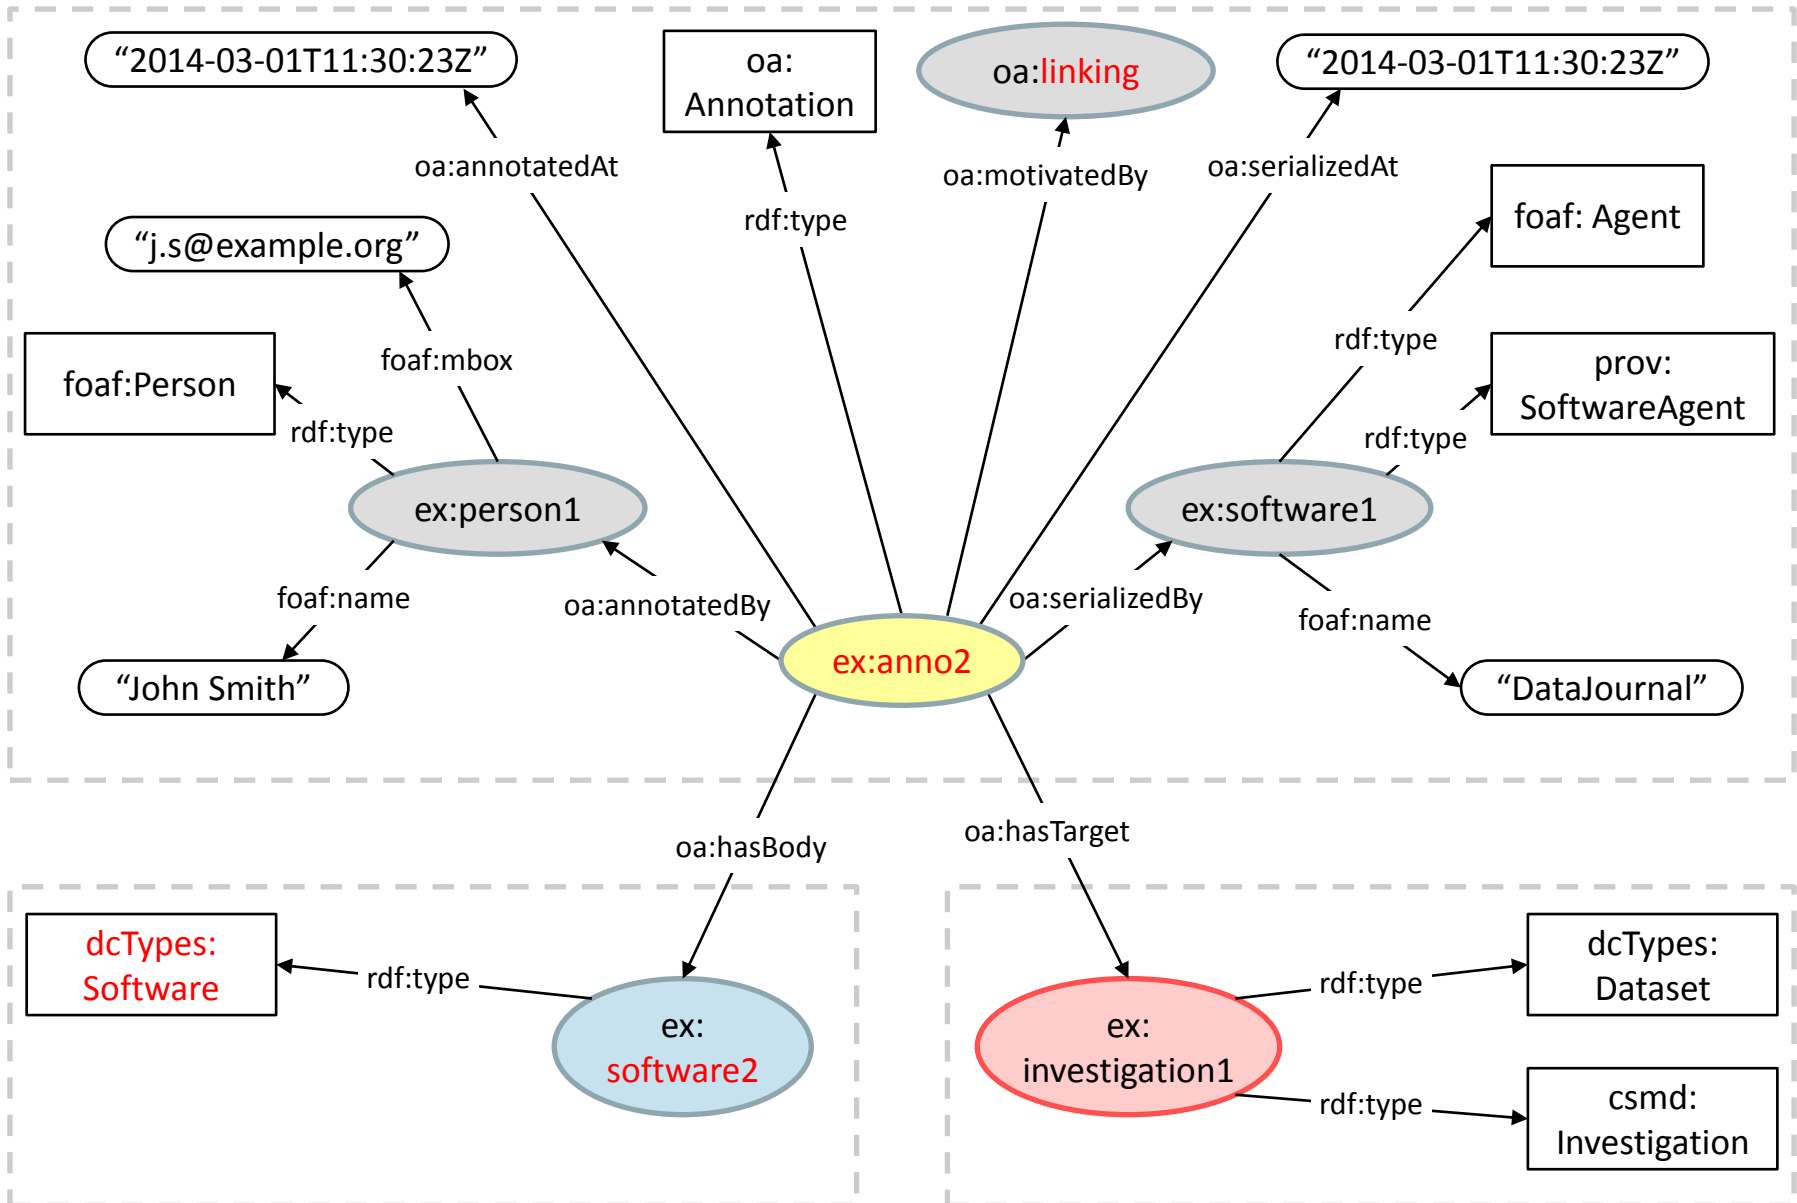 “2014-03-01T11:30:23Z”
oa:
Annotation
oa:linking
“2014-03-01T11:30:23Z”
oa:annotatedAt
rdf:type
oa:motivatedBy
oa:serializedAt
foaf: Agent
“j.s@example.org”
foaf:mbox
foaf:Person
rdf:type
rdf:type
prov:
SoftwareAgent
rdf:type
ex:person1
ex:software1
foaf:name
oa:annotatedBy
oa:serializedBy
foaf:name
“John Smith”
ex:anno2
“DataJournal”
oa:hasBody
oa:hasTarget
dcTypes:
Software
rdf:type
ex:
software2
ex:
investigation1
rdf:type
dcTypes:
Dataset
rdf:type
csmd:
Investigation